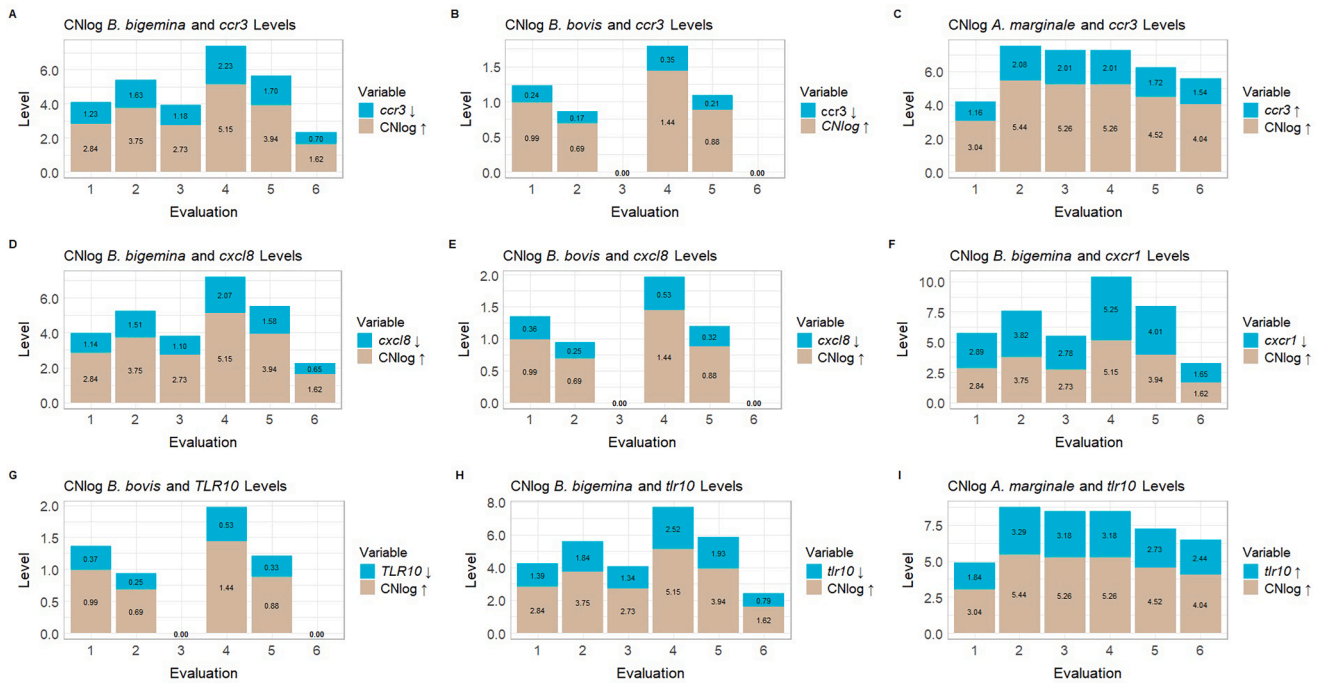 A
CNlog B. bigemina and ccr3 Levels
Level
6.0
4.0
2.0
0.0
1.23
1.63
1.18
2.23
1.70
0.70
2.84
3.75
2.73
5.15
3.94
1.62
1 2 3 4 5 6
Evaluation
Variable
ccr3 ↓
CNlog ↑
B
CNlog B. bovis and ccr3 Levels
Level
1.5
1.0
0.5
0.0
0.24
0.17
0.35
0.21
0.99
0.69
0.00
1.44
0.88
0.00
1 2 3 4 5 6
Evaluation
Variable
ccr3 ↓
CNlog ↑
C
CNlog A. marginale and ccr3 Levels
Level
6.0
4.0
2.0
0.0
1.16
2.08
2.01
2.01
1.72
1.54
3.04
5.44
5.26
5.26
4.52
4.04
1 2 3 4 5 6
Evaluation
Variable
ccr3 ↑
CNlog ↑
D
CNlog B. bigemina and cxcl8 Levels
Level
6.0
4.0
2.0
0.0
1.14
1.51
1.10
2.07
1.58
0.65
2.84
3.75
2.73
5.15
3.94
1.62
1 2 3 4 5 6
Evaluation
Variable
cxcl8 ↓
CNlog ↑
E
CNlog B. bovis and cxcl8 Levels
Level
2.0
1.5
1.0
0.5
0.0
0.36
0.25
0.53
0.32
0.99
0.69
0.00
1.44
0.88
0.00
1 2 3 4 5 6
Evaluation
Variable
cxcl8 ↓
CNlog ↑
F
CNlog B. bigemina and cxcr1 Levels
Level
10.0
7.5
5.0
2.5
0.0
2.89
3.82
2.78
5.25
4.01
1.65
2.84
3.75
2.73
5.15
3.94
1.62
1 2 3 4 5 6
Evaluation
Variable
cxcr1 ↓
CNlog ↑
G
CNlog B. bovis and TLR10 Levels
Level
2.0
1.5
1.0
0.5
0.0
0.37
0.25
0.53
0.33
0.99
0.69
0.00
1.44
0.88
0.00
1 2 3 4 5 6
Evaluation
Variable
TLR10 ↓
CNlog ↑
H
CNlog B. bigemina and tlr10 Levels
Level
8.0
6.0
4.0
2.0
0.0
1.39
1.84
1.34
2.52
1.93
0.79
2.84
3.75
2.73
5.15
3.94
1.62
1 2 3 4 5 6
Evaluation
Variable
tlr10 ↓
CNlog ↑
I
CNlog A. marginale and tlr10 Levels
Level
7.5
5.0
2.5
0.0
1.84
3.29
3.18
3.18
2.73
2.44
3.04
5.44
5.26
5.26
4.52
4.04
1 2 3 4 5 6
Evaluation
Variable
tlr10 ↑
CNlog ↑